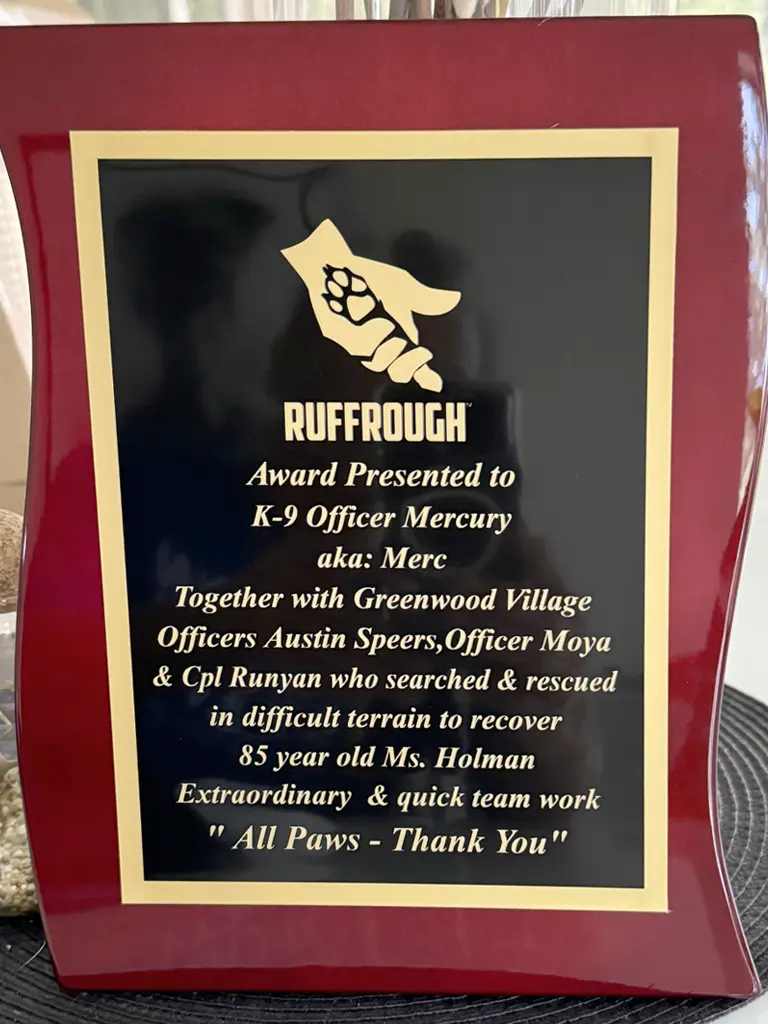 RUFFROUGH™
Award Presented to
K-9 Officer Mercury
aka: Merc
Together with Greenwood Village
Officers Austin Speers,Officer Moya
& Cpl Runyan who searched & rescued
in difficult terrain to recover
85 year old Ms. Holman
Extraordinary & quick team work
" All Paws - Thank You"